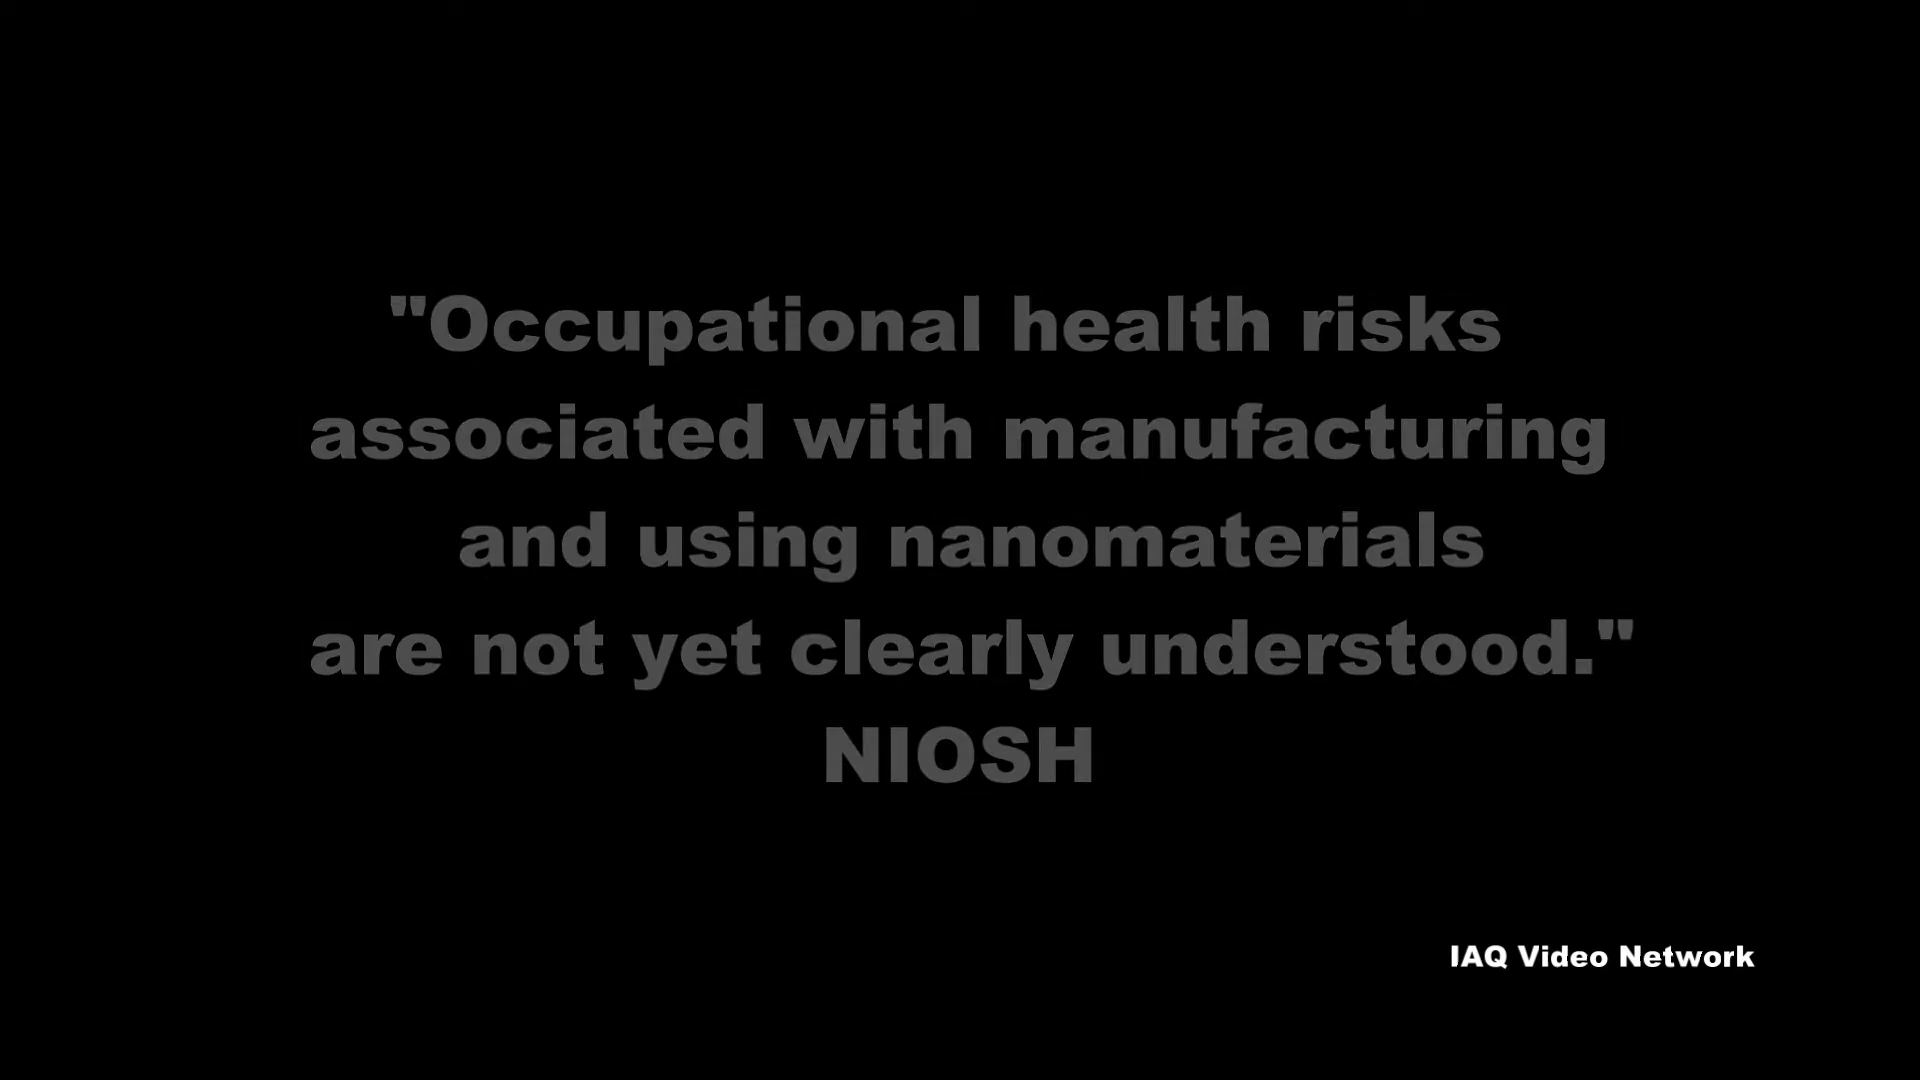 "Occupational health risks
associated with manufacturing
and using nanomaterials
are not yet clearly understood."
NIOSH
IAQ Video Network